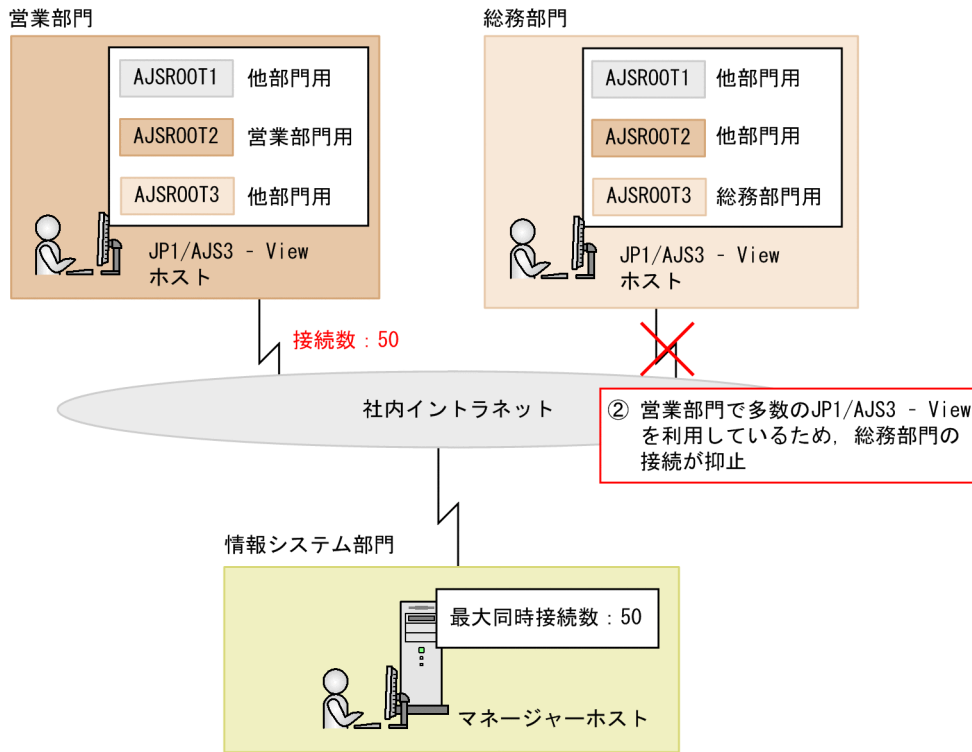 営業部門
AJSROOT1 他部門用
AJSROOT2 営業部門用
AJSROOT3 他部門用
JP1/AJS3 - View
ホスト
総務部門
AJSROOT1 他部門用
AJSROOT2 他部門用
AJSROOT3 総務部門用
JP1/AJS3 - View
ホスト
接続数：50
社内イントラネット
② 営業部門で多数のJP1/AJS3 - View
を利用しているため，総務部門の
接続が抑止
情報システム部門
最大同時接続数：50
マネージャーホスト